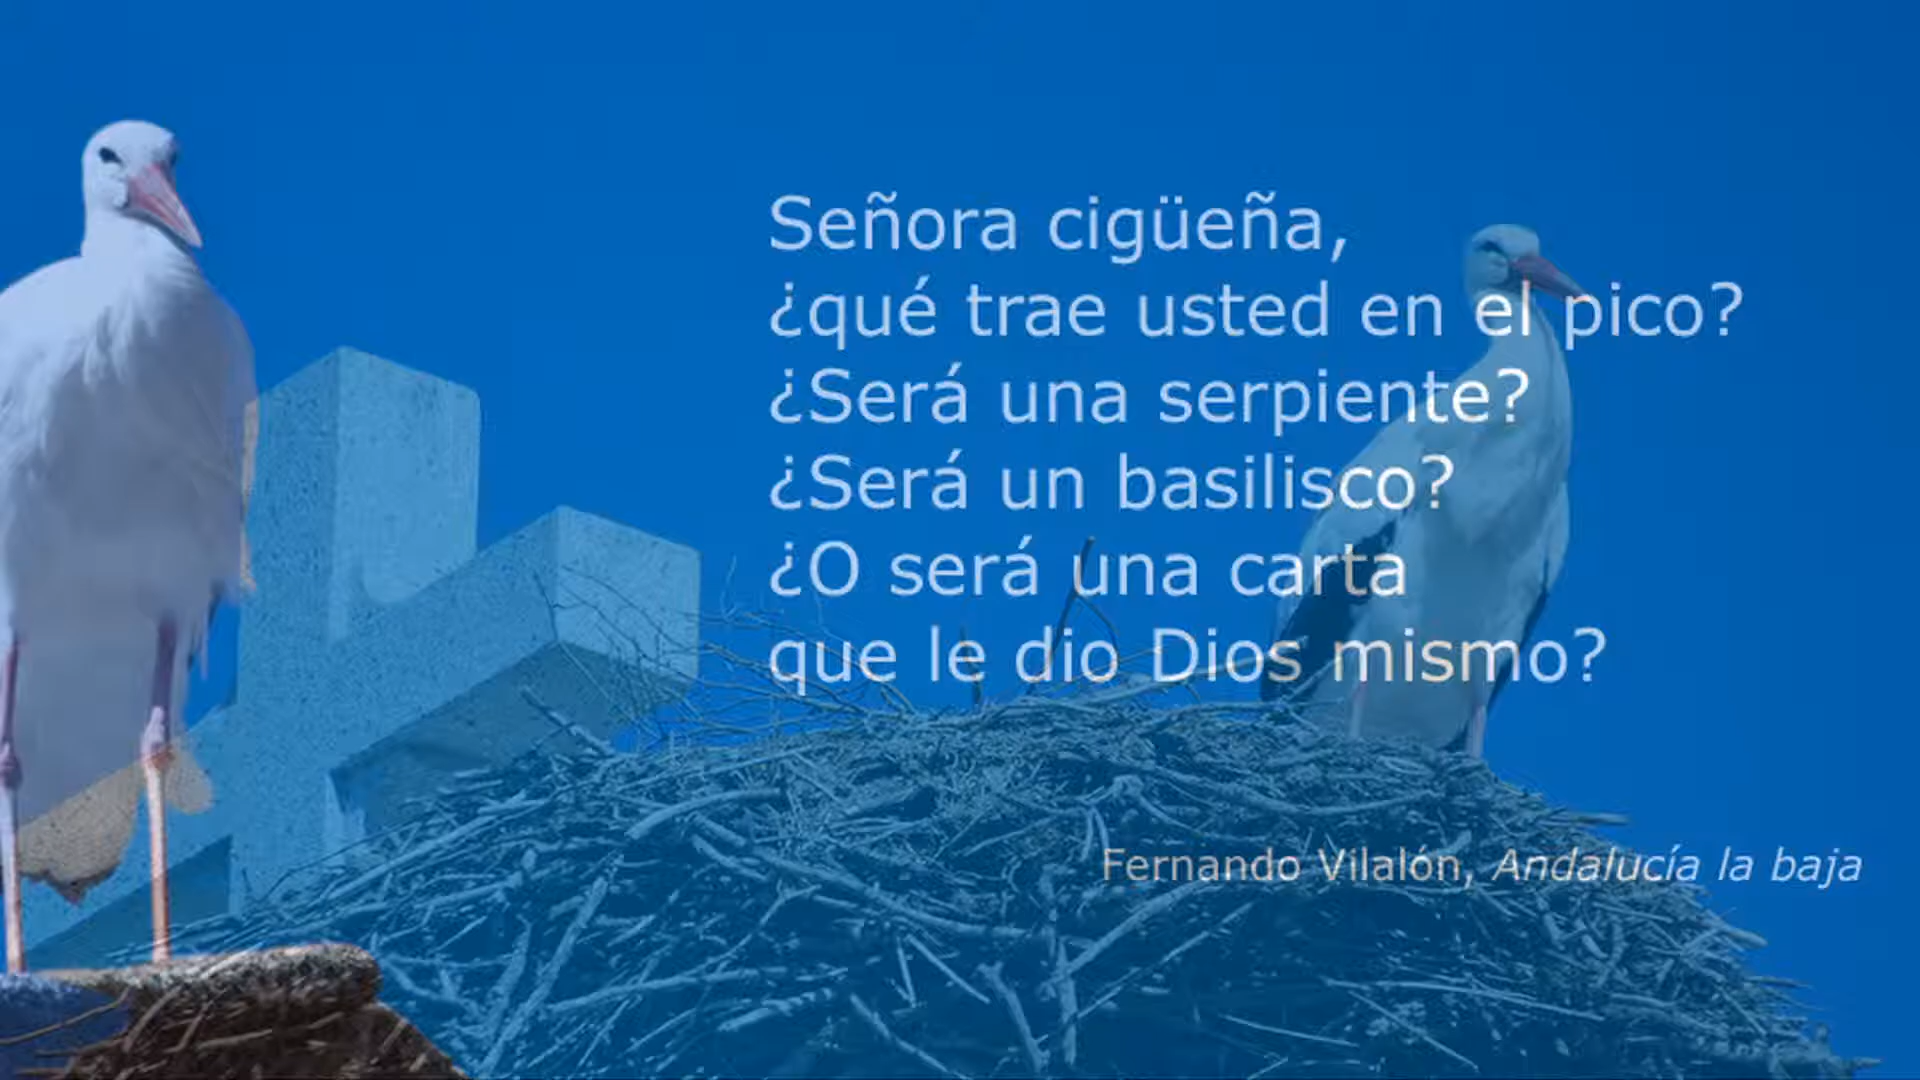 Señora cigüeña,
¿qué trae usted en el pico?
¿Será una serpiente?
¿Será un basilisco?
¿O será una carta
que le dio Dios mismo?
Fernando Vilalón, Andalucía la baja